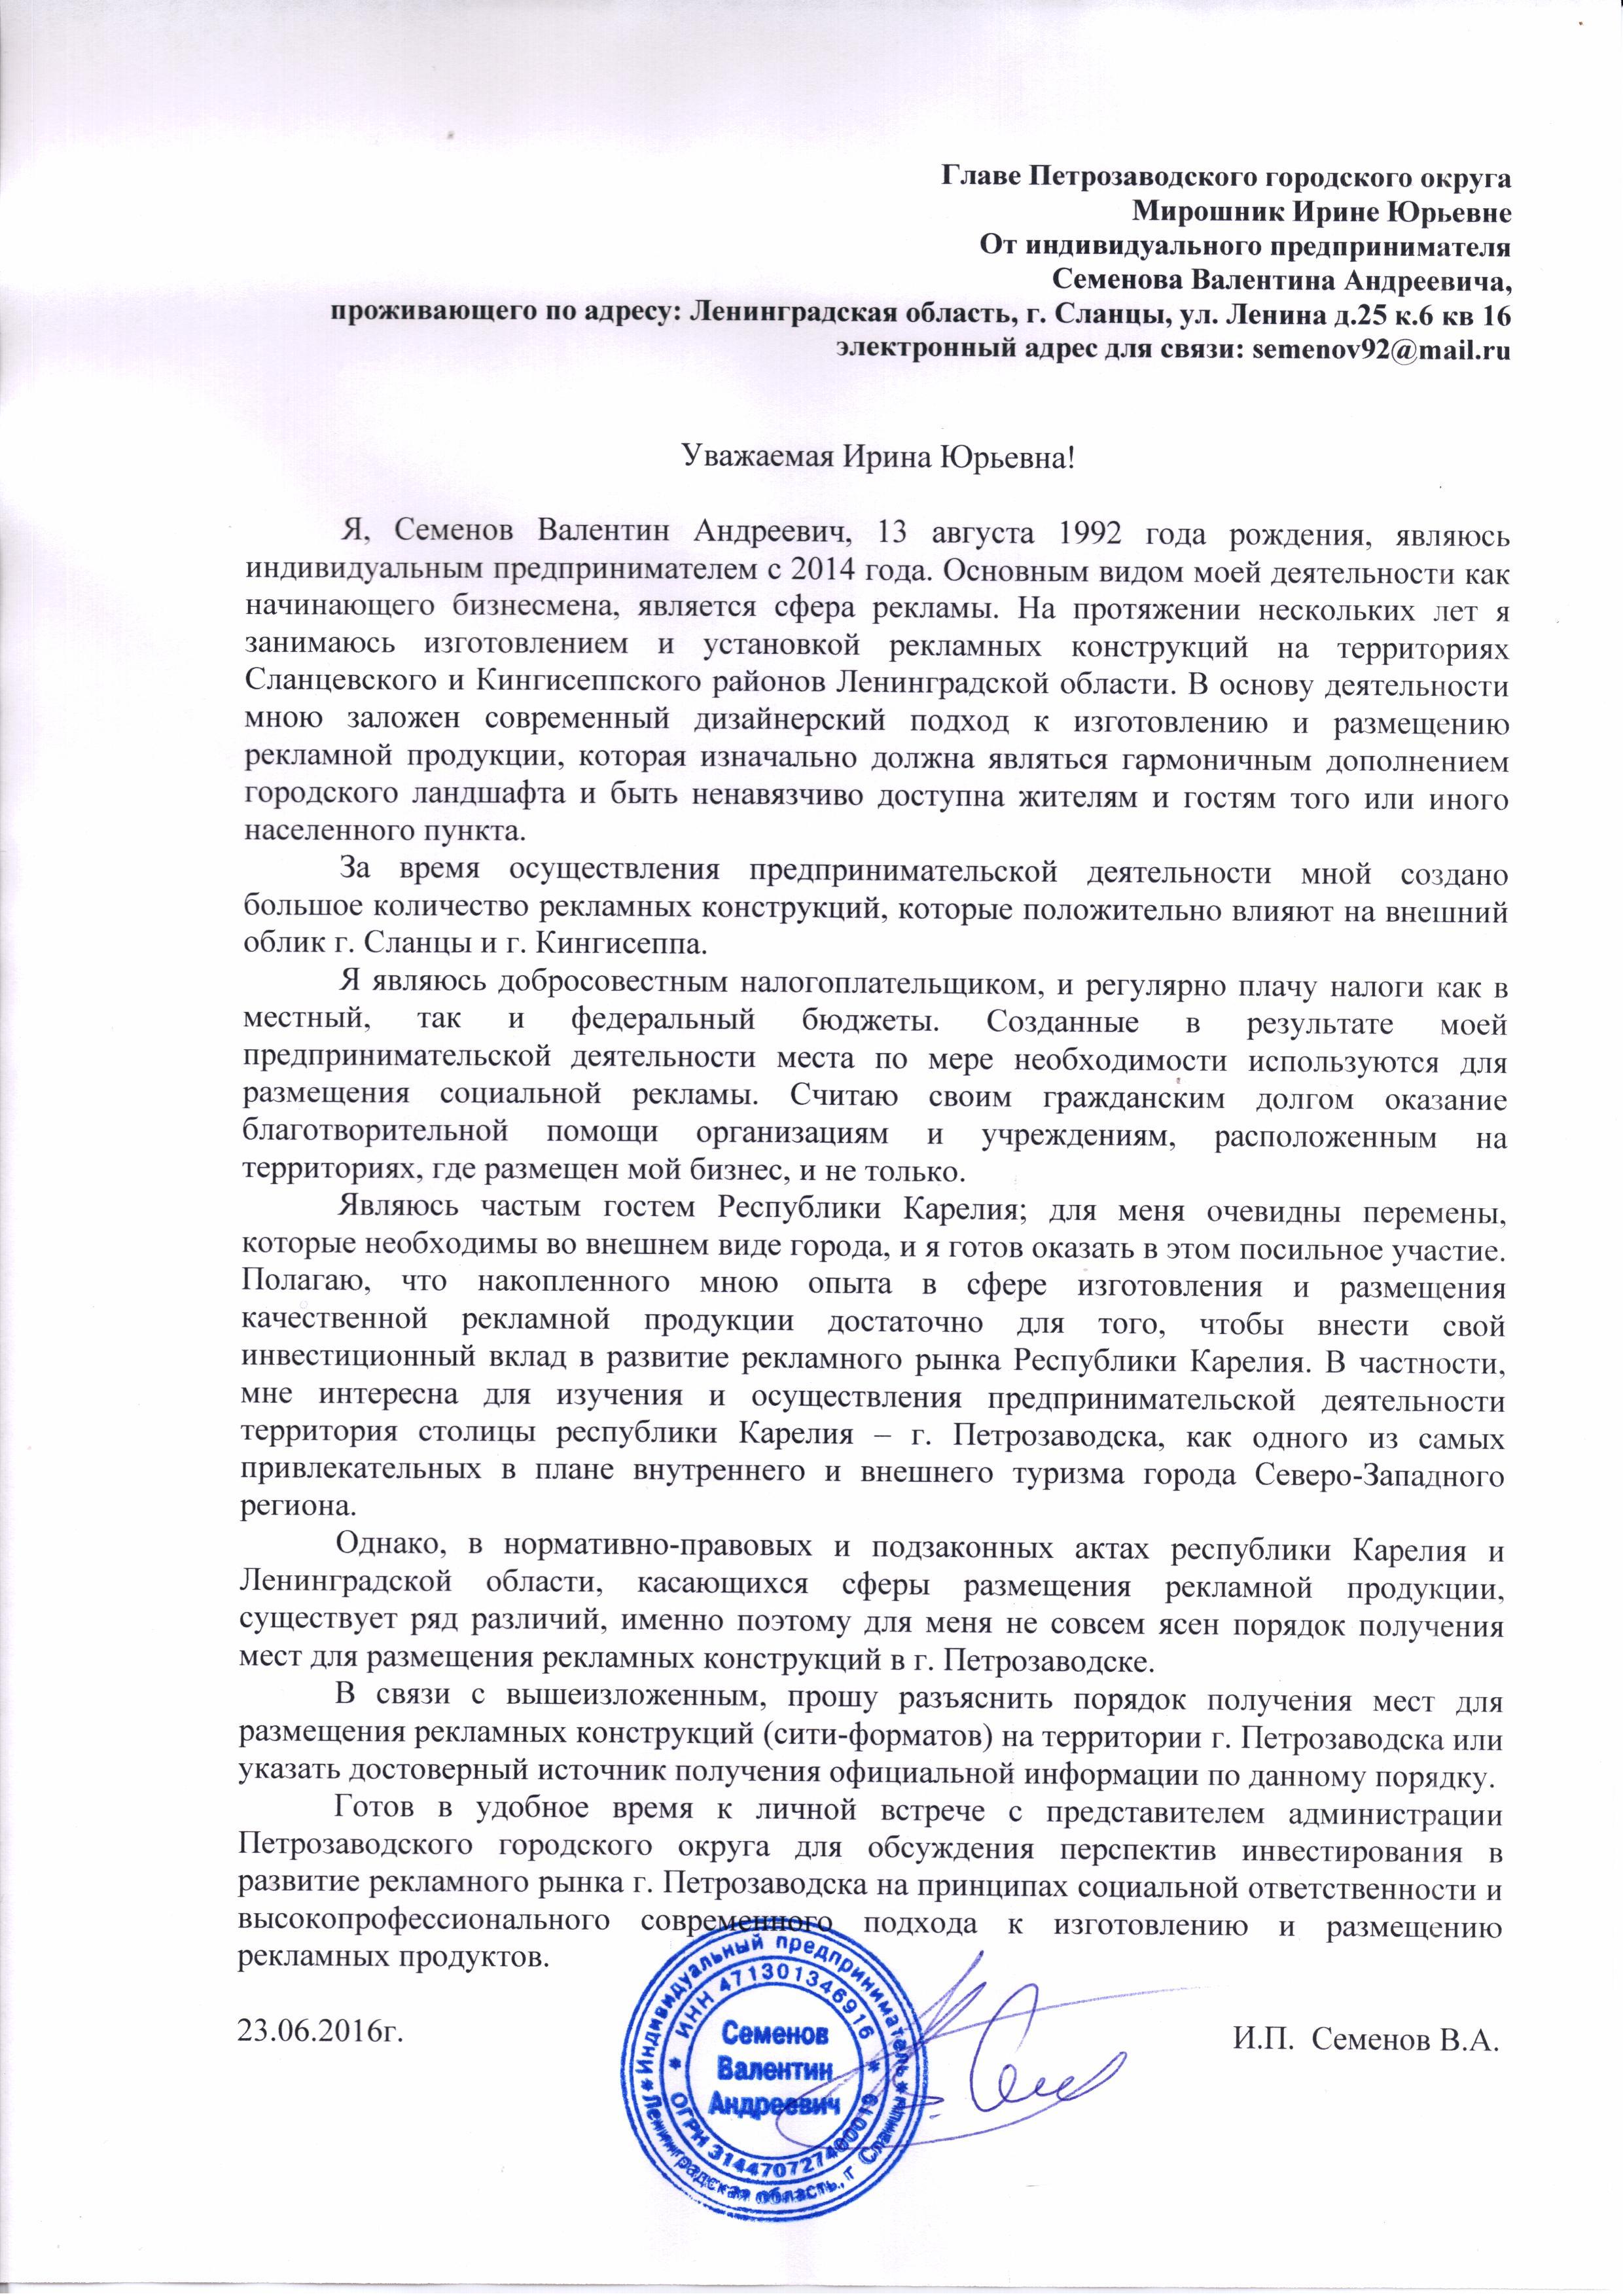 Главе Петрозаводского городского округа
Мирошник Ирине Юрьевне
От индивидуального предпринимателя
Семенова Валентина Андреевича,
проживающего по адресу: Ленинградская область, г. Сланцы, ул. Ленина д.25 к.6 кв 16
электронный адрес для связи: semenov92@mail.ru
Уважаемая Ирина Юрьевна!
Я, Семенов Валентин Андреевич, 13 августа 1992 года рождения, являюсь
индивидуальным предпринимателем с 2014 года. Основным видом моей деятельности как
начинающего бизнесмена, является сфера рекламы. На протяжении нескольких лет я
занимаюсь изготовлением и установкой рекламных конструкций на территориях
Сланцевского и Кингисеппского районов Ленинградской области. В основу деятельности
мною заложен современный дизайнерский подход к изготовлению и размещению
рекламной продукции, которая изначально должна являться гармоничным дополнением
городского ландшафта и быть ненавязчиво доступна жителям и гостям того или иного
населенного пункта.
За время осуществления предпринимательской деятельности мной создано
большое количество рекламных конструкций, которые положительно влияют на внешний
облик г. Сланцы и г. Кингисеппа.
Я являюсь добросовестным налогоплательщиком, и регулярно плачу налоги как в
местный, так и федеральный бюджеты. Созданные в результате моей
предпринимательской деятельности места по мере необходимости используются для
размещения социальной рекламы. Считаю своим гражданским долгом оказание
благотворительной помощи организациям и учреждениям, расположенным на
территориях, где размещен мой бизнес, и не только.
Являюсь частым гостем Республики Карелия; для меня очевидны перемены,
которые необходимы во внешнем виде города, и я готов оказать в этом посильное участие.
Полагаю, что накопленного мною опыта в сфере изготовления и размещения
качественной рекламной продукции достаточно для того, чтобы внести свой
инвестиционный вклад в развитие рекламного рынка Республики Карелия. В частности,
мне интересна для изучения и осуществления предпринимательской деятельности
территория столицы республики Карелия – г. Петрозаводска, как одного из самых
привлекательных в плане внутреннего и внешнего туризма города Северо-Западного
региона.
Однако, в нормативно-правовых и подзаконных актах республики Карелия и
Ленинградской области, касающихся сферы размещения рекламной продукции,
существует ряд различий, именно поэтому для меня не совсем ясен порядок получения
мест для размещения рекламных конструкций в г. Петрозаводске.
В связи с вышеизложенным, прошу разъяснить порядок получения мест для
размещения рекламных конструкций (сити-форматов) на территории г. Петрозаводска или
указать достоверный источник получения официальной информации по данному порядку.
Готов в удобное время к личной встрече с представителем администрации
Петрозаводского городского округа для обсуждения перспектив инвестирования в
развитие рекламного рынка г. Петрозаводска на принципах социальной ответственности и
высокопрофессионального современного подхода к изготовлению и размещению
рекламных продуктов.
23.06.2016г.
И.П. Семенов В.А.
Индивидуальный предприниматель
ИНН 471301346916
Семенов
Валентин
Андреевич
ОГРН 314470727400019
Ленинградская область, г Сланцы